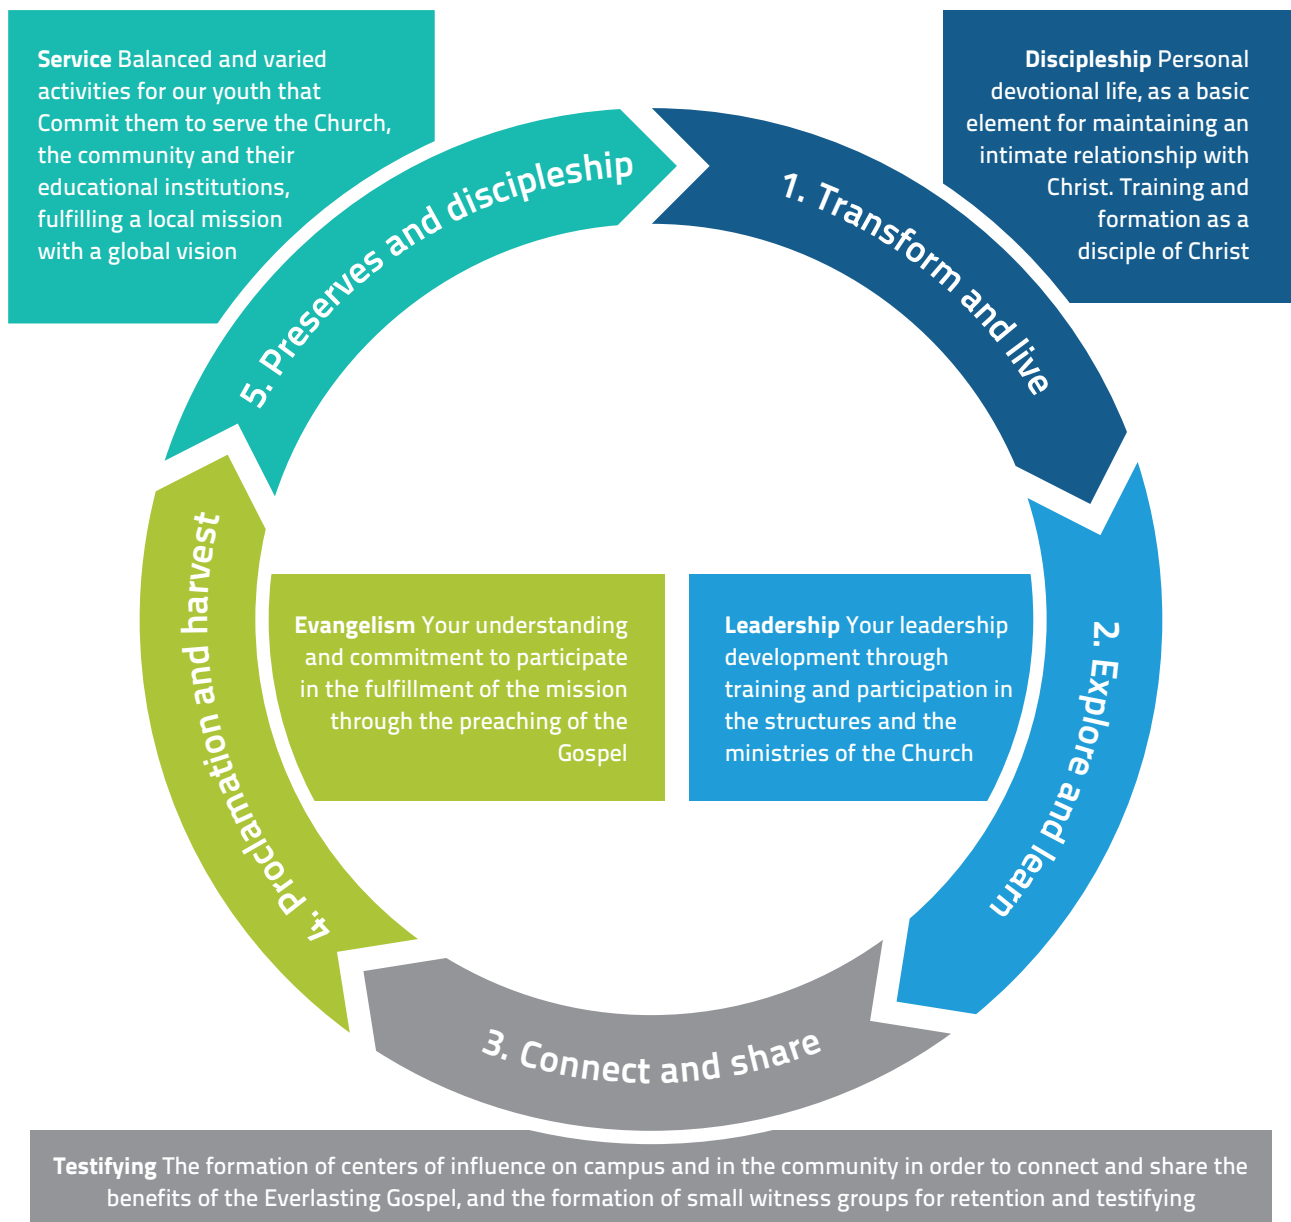 Service Balanced and varied
activities for our youth that
Commit them to serve the Church,
the community and their
educational institutions,
fulfilling a local mission
with a global vision
Discipleship Personal
devotional life, as a basic
element for maintaining an
intimate relationship with
Christ. Training and
formation as a
disciple of Christ
1. Transform and live
2. Explore and learn
3. Connect and share
4. Proclamation and harvest
5. Preserves and discipleship
Evangelism Your understanding
and commitment to participate
in the fulfillment of the mission
through the preaching of the
Gospel
Leadership Your leadership
development through
training and participation in
the structures and the
ministries of the Church
Testifying The formation of centers of influence on campus and in the community in order to connect and share the
benefits of the Everlasting Gospel, and the formation of small witness groups for retention and testifying